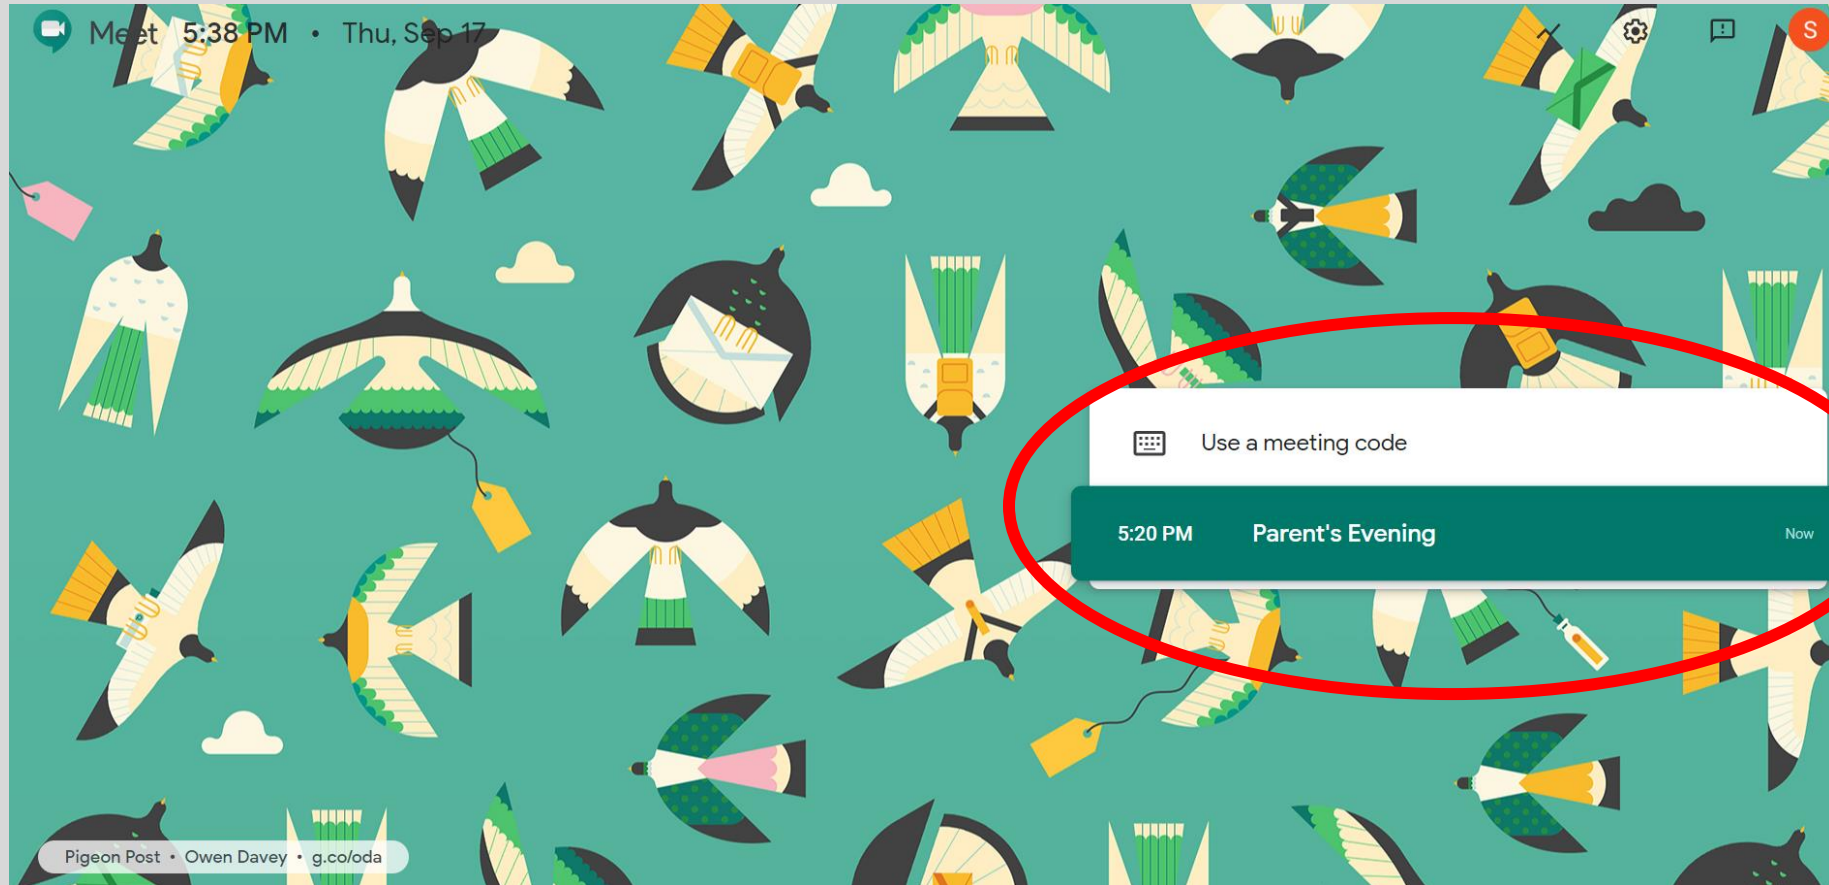 Meet 5:38 PM • Thu, Sep 17
S
Use a meeting code
5:20 PM Parent's Evening Now
Pigeon Post • Owen Davey • g.co/oda